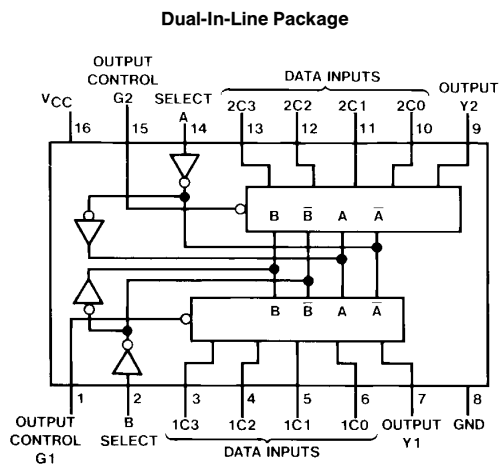 Dual-In-Line Package
OUTPUT
CONTROL
G2
SELECT
A
DATA INPUTS
2C3 2C2 2C1 2C0
OUTPUT
Y2
VCC
16 15 14 13 12 11 10 9
B B̅ A A̅
B B̅ A A̅
1 2 3 4 5 6 7 8
OUTPUT
CONTROL
G1
B
SELECT
1C3 1C2 1C1 1C0
DATA INPUTS
OUTPUT
Y1
GND